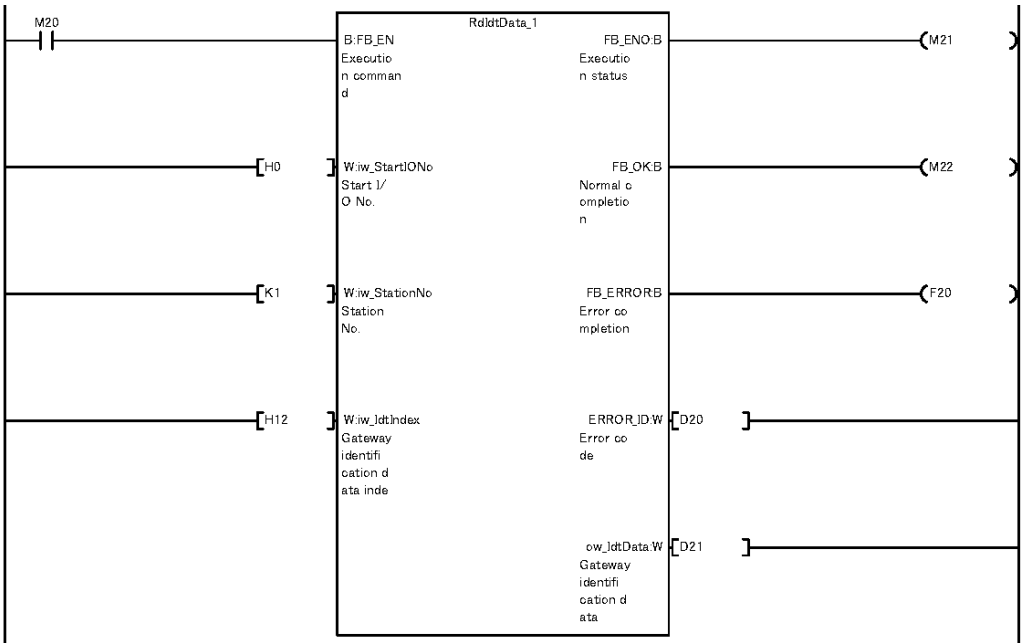 M20
RdIdtData_1
B:FB_EN FB_ENO:B M21
Executio Executio
n comman n status
d
H0 W:iw_StartIONo FB_OK:B M22
Start I/ Normal c
O No. ompletio
n
K1 W:iw_StationNo FB_ERROR:B F20
Station Error co
No. mpletion
H12 W:iw_IdtIndex ERROR_ID:W D20
Gateway Error co
identifi de
cation d
ata inde
ow_IdtData:W D21
Gateway
identifi
cation d
ata